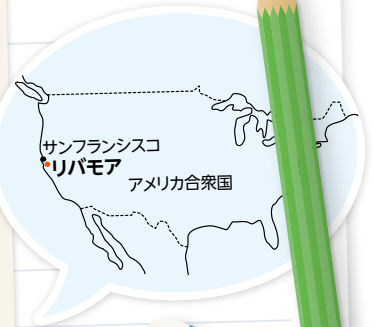 サンフランシスコ
リバモア
アメリカ合衆国